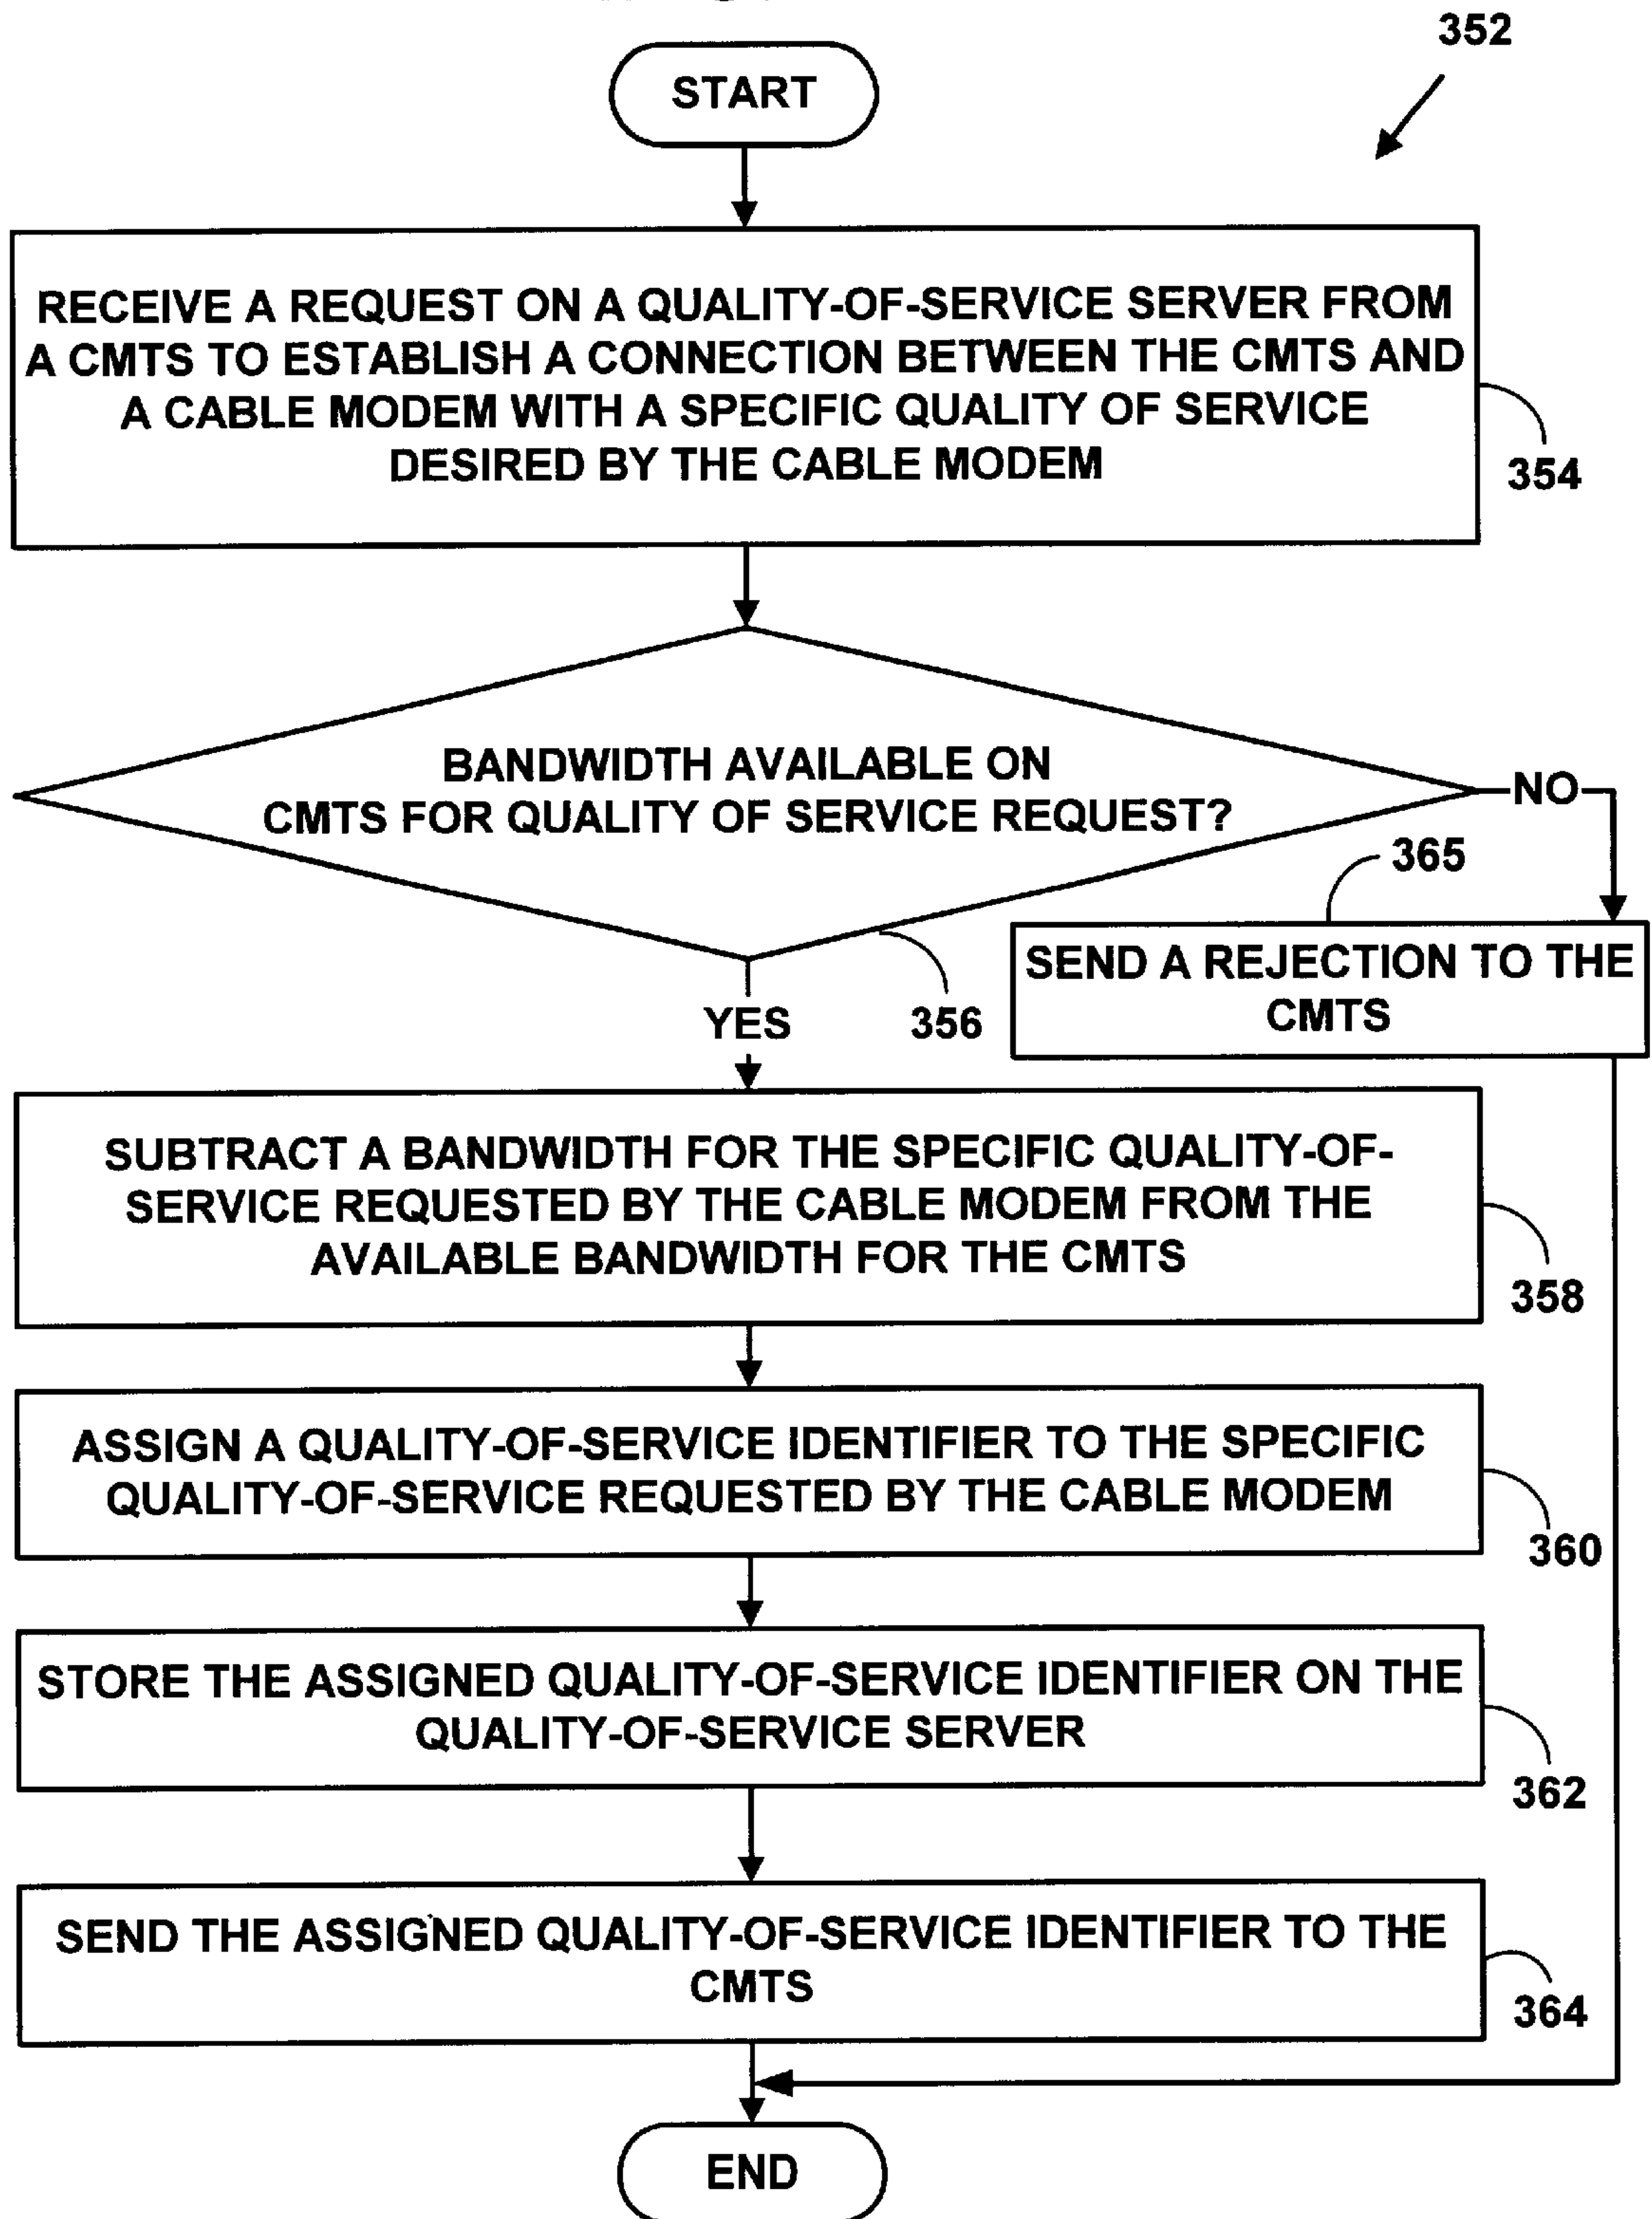 352
START
RECEIVE A REQUEST ON A QUALITY-OF-SERVICE SERVER FROM
A CMTS TO ESTABLISH A CONNECTION BETWEEN THE CMTS AND
A CABLE MODEM WITH A SPECIFIC QUALITY OF SERVICE
DESIRED BY THE CABLE MODEM
354
BANDWIDTH AVAILABLE ON
CMTS FOR QUALITY OF SERVICE REQUEST?
NO
365
SEND A REJECTION TO THE
CMTS
YES
356
SUBTRACT A BANDWIDTH FOR THE SPECIFIC QUALITY-OF-
SERVICE REQUESTED BY THE CABLE MODEM FROM THE
AVAILABLE BANDWIDTH FOR THE CMTS
358
ASSIGN A QUALITY-OF-SERVICE IDENTIFIER TO THE SPECIFIC
QUALITY-OF-SERVICE REQUESTED BY THE CABLE MODEM
360
STORE THE ASSIGNED QUALITY-OF-SERVICE IDENTIFIER ON THE
QUALITY-OF-SERVICE SERVER
362
SEND THE ASSIGNED QUALITY-OF-SERVICE IDENTIFIER TO THE
CMTS
364
END